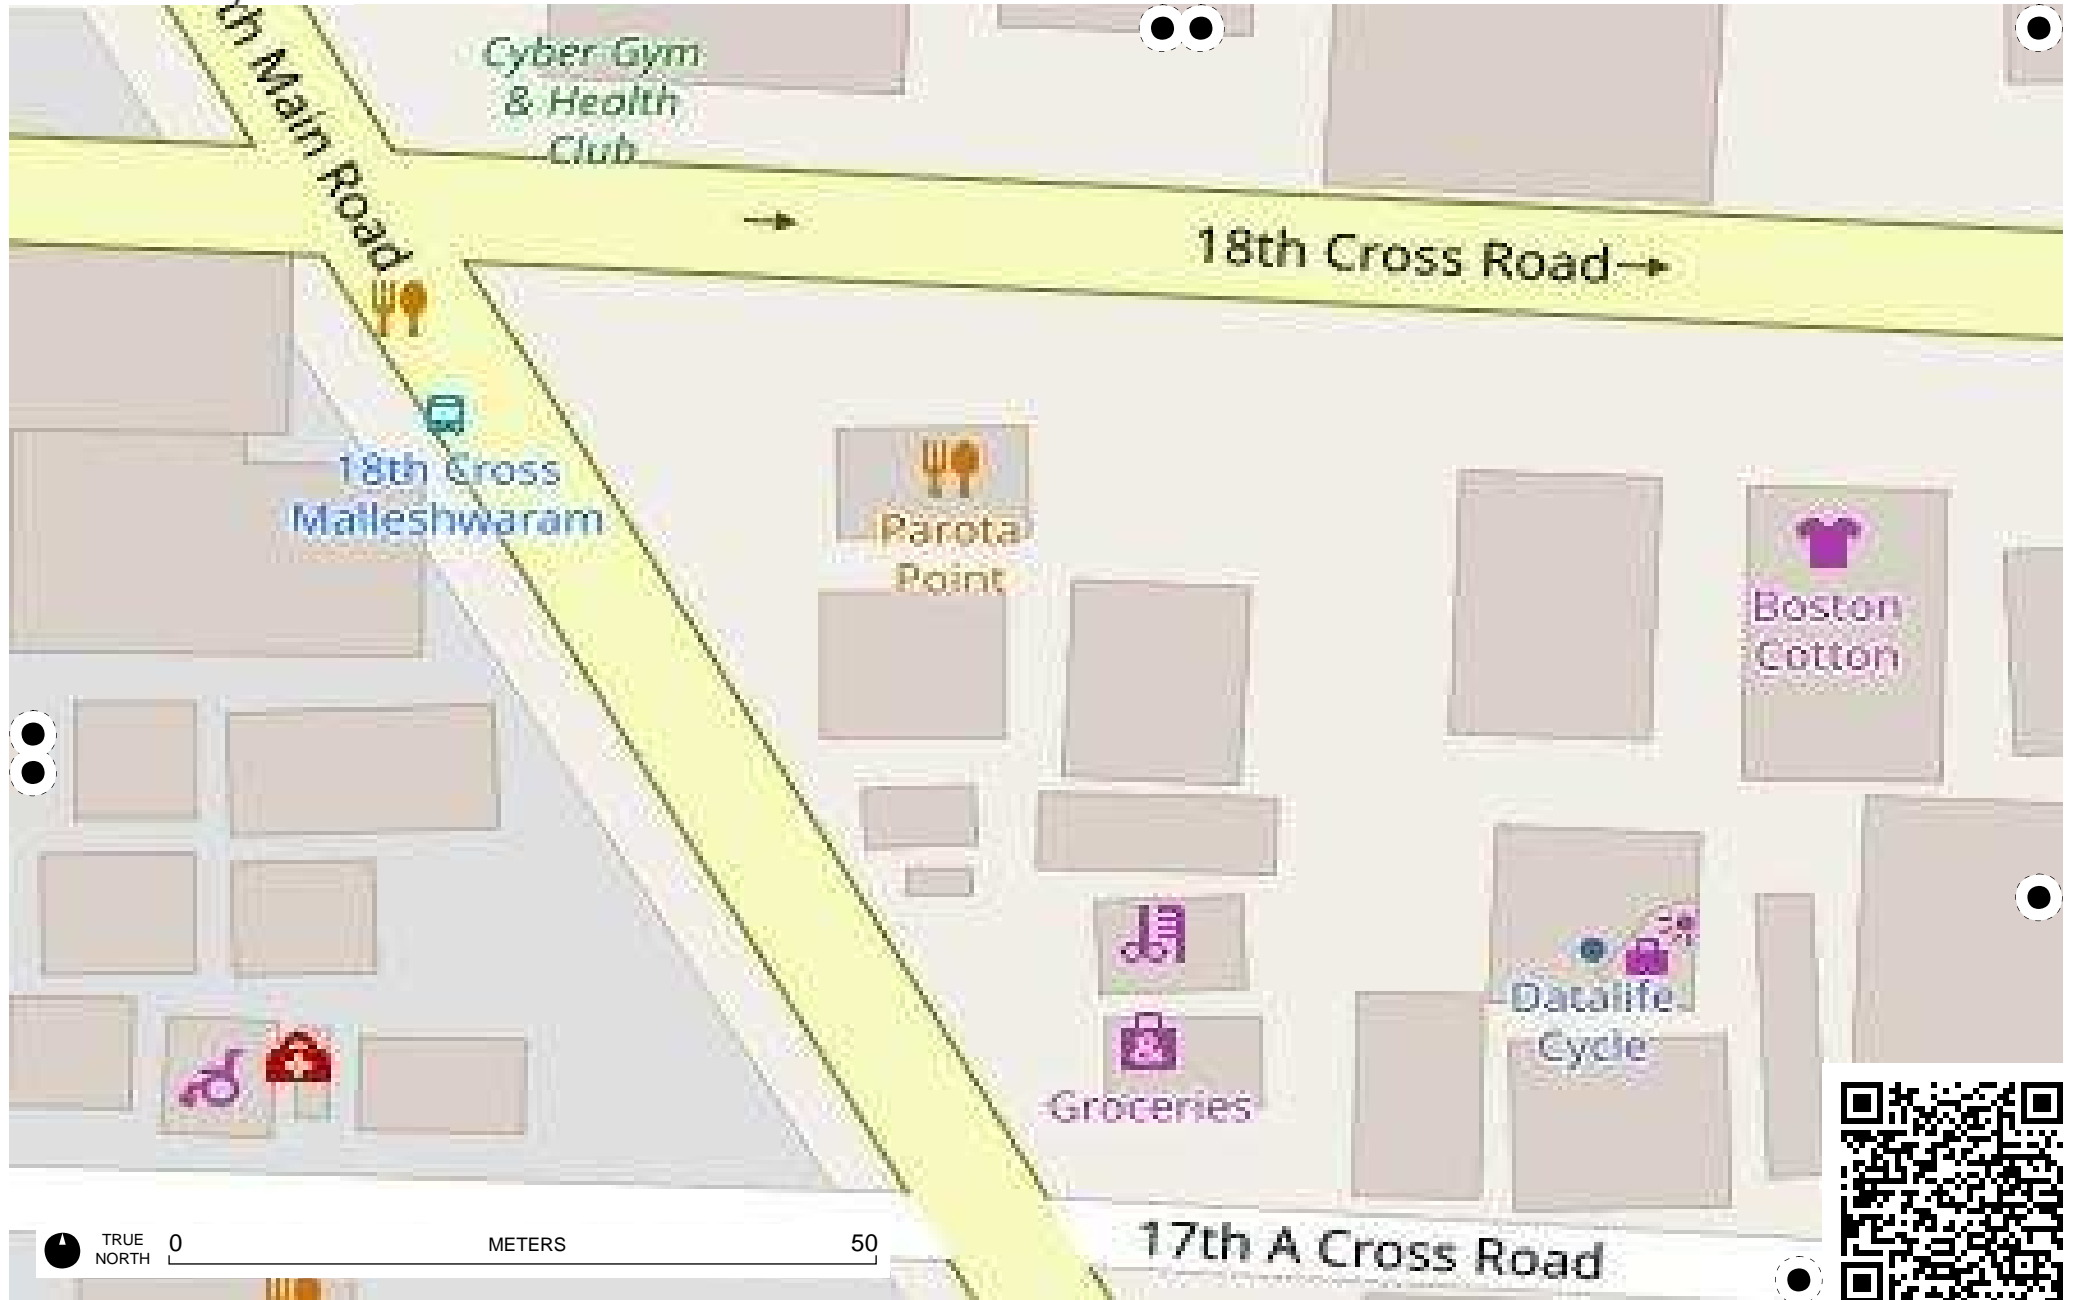 th Main Road
Cyber Gym
& Health
Club
18th Cross Road
18th Cross
Malleshwaram
Parota
Point
Boston
Cotton
Datalife
Cycle
Groceries
17th A Cross Road
TRUE
NORTH
0
METERS
50